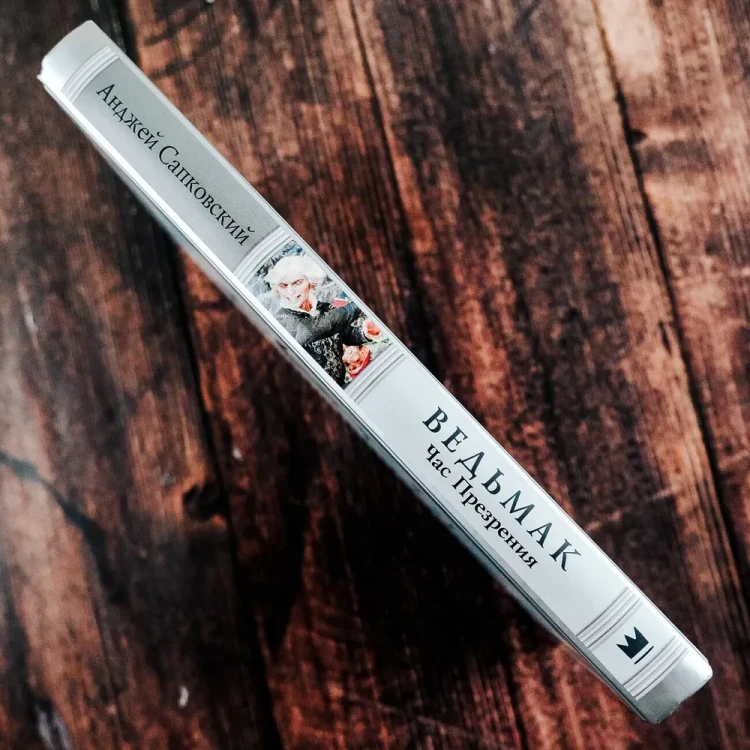 Анджей Сапковский
ВЕДЬМАК
Час Презрения